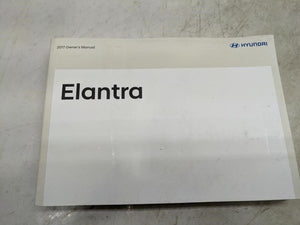 2017 Owner's Manual
HYUNDAI
Elantra